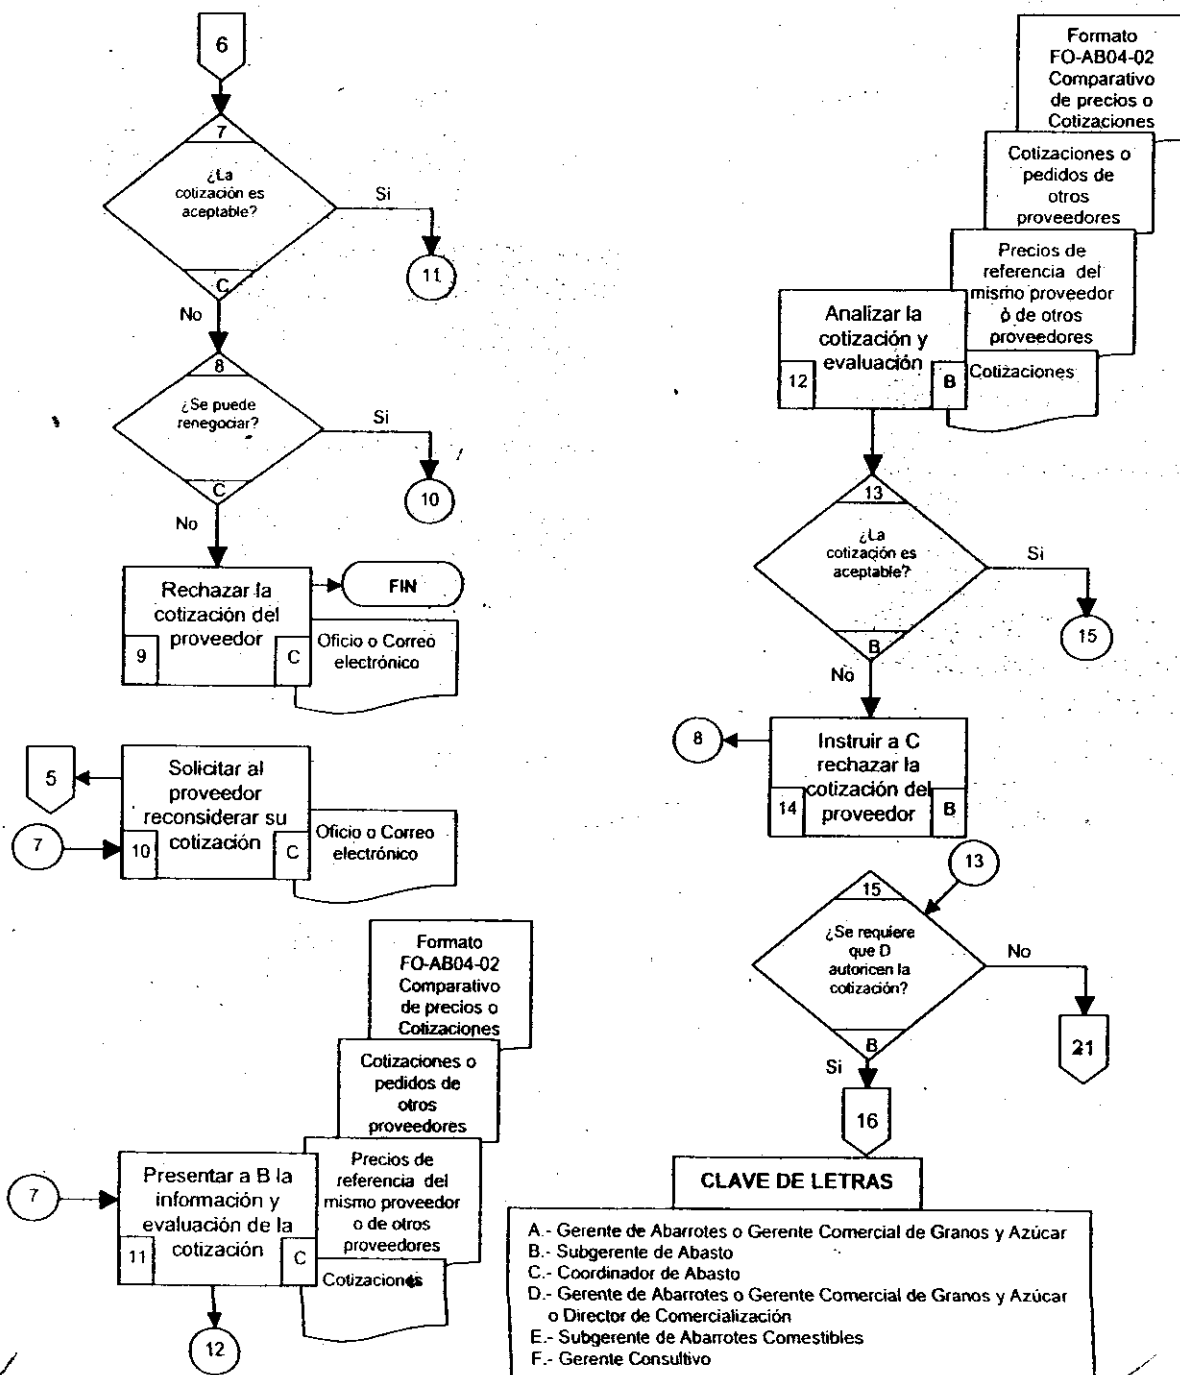 6
7
¿La
cotización es
aceptable?
C
Si
11
No
8
¿Se puede
renegociar?
C
Si
10
No
Rechazar la
cotización del
proveedor
9
C
FIN
Oficio o Correo
electrónico
5
7
Solicitar al
proveedor
reconsiderar su
cotización
10
C
Oficio o Correo
electrónico
Formato
FO-AB04-02
Comparativo
de precios o
Cotizaciones
Cotizaciones o
pedidos de
otros
proveedores
Precios de
referencia del
mismo proveedor
o de otros
proveedores
Cotizaciones
7
Presentar a B la
información y
evaluación de la
cotización
11
C
12
Formato
FO-AB04-02
Comparativo
de precios o
Cotizaciones
Cotizaciones o
pedidos de
otros
proveedores
Precios de
referencia del
mismo proveedor
o de otros
proveedores
Cotizaciones
Analizar la
cotización y
evaluación
12
B
13
¿La
cotización es
aceptable?
B
Si
15
No
8
Instruir a C
rechazar la
cotización del
proveedor
14
B
13
15
¿Se requiere
que D
autoricen la
cotización?
B
No
21
Si
16
CLAVE DE LETRAS
A.- Gerente de Abarrotes o Gerente Comercial de Granos y Azúcar
B.- Subgerente de Abasto
C.- Coordinador de Abasto
D.- Gerente de Abarrotes o Gerente Comercial de Granos y Azúcar
o Director de Comercialización
E.- Subgerente de Abarrotes Comestibles
F.- Gerente Consultivo